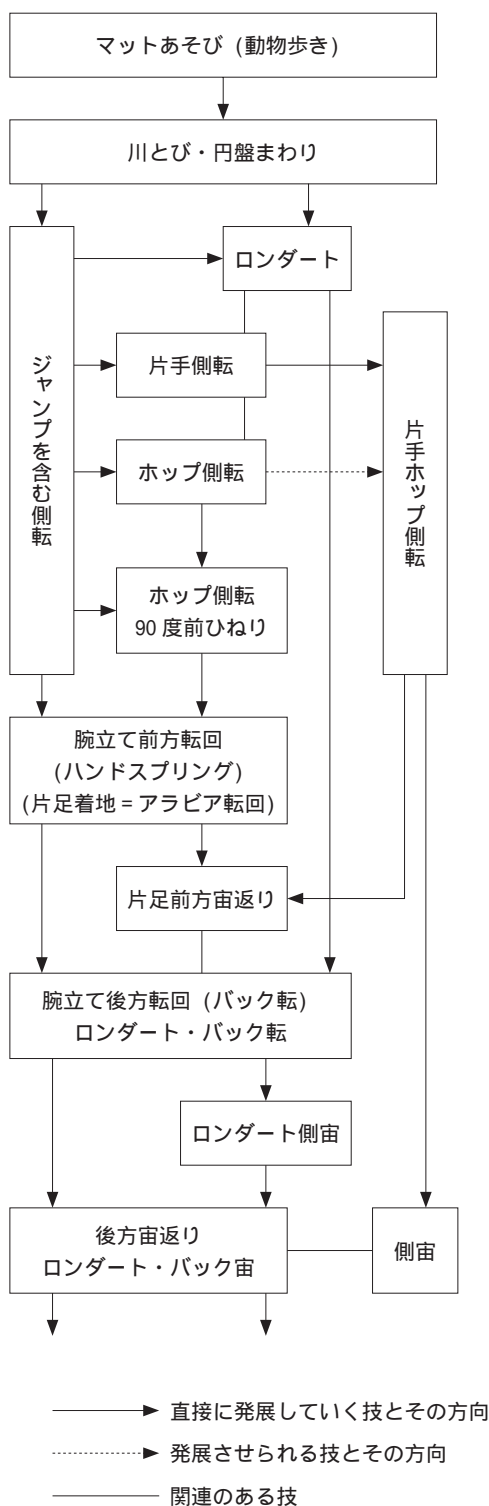 マットあそび (動物歩き)
川とび・円盤まわり
ロンダート
ジャンプを含む側転
片手側転
片手ホップ側転
ホップ側転
ホップ側転
90 度前ひねり
腕立て前方転回
(ハンドスプリング)
(片足着地 = アラビア転回)
片足前方宙返り
腕立て後方転回 (バック転)
ロンダート・バック転
ロンダート側宙
後方宙返り
ロンダート・バック宙
側宙
直接に発展していく技とその方向
発展させられる技とその方向
関連のある技